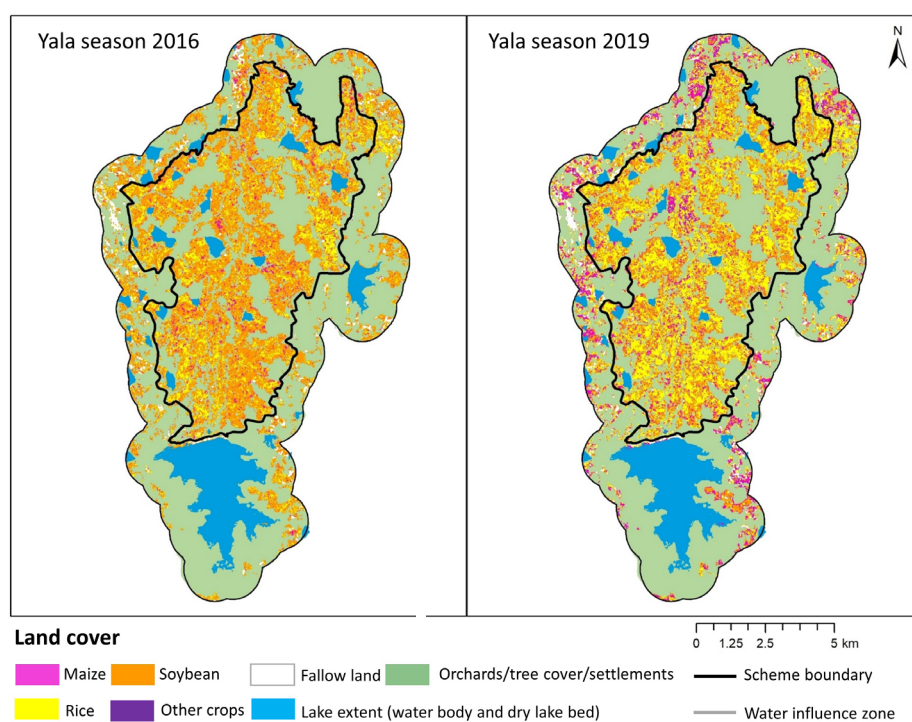 Yala season 2016
Yala season 2019
N
Land cover
0 1.25 2.5 5 km
Maize
Soybean
Fallow land
Orchards/tree cover/settlements
Scheme boundary
Rice
Other crops
Lake extent (water body and dry lake bed)
Water influence zone